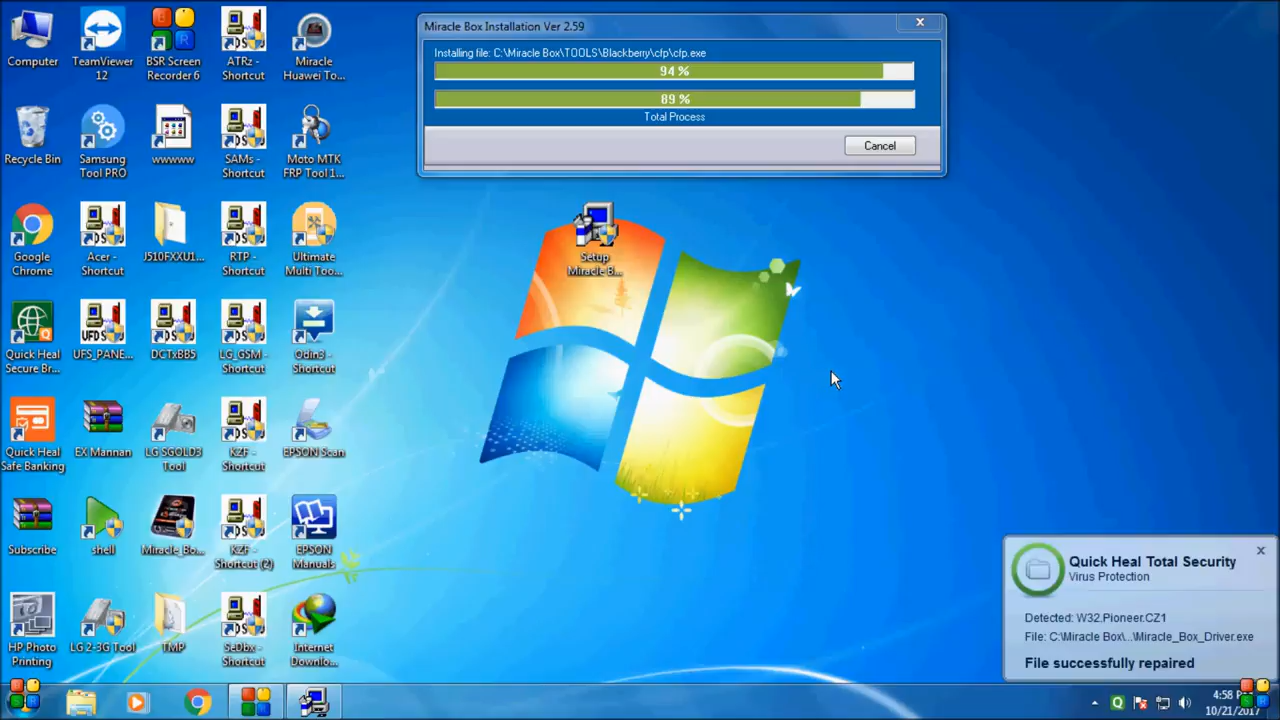 Miracle Box Installation Ver 2.59
Installing file: C:\Miracle Box\TOOLS\Blackberry\cfp\cfp.exe
94 %
89 %
Total Process
Cancel
Computer
TeamViewer
12
BSR Screen
Recorder 6
ATRz -
Shortcut
Miracle
Huawei To...
Recycle Bin
Samsung
Tool PRO
wwwww
SAMs -
Shortcut
Moto MTK
FRP Tool 1...
Google
Chrome
Acer -
Shortcut
J510FXXU1...
RTP -
Shortcut
Ultimate
Multi Too...
Setup
Miracle B...
Quick Heal
Secure Br...
UFS_PANE...
DCTxBB5
LG_GSM -
Shortcut
Odin3 -
Shortcut
Quick Heal
Safe Banking
EX Mannan
LG SGOLD3
Tool
KZF -
Shortcut
EPSON Scan
Subscribe
shell
Miracle_Bo...
KZF -
Shortcut (2)
EPSON
Manuals
HP Photo
Printing
LG 2-3G Tool
TMP
SeDbx -
Shortcut
Internet
Downlo...
Quick Heal Total Security
Virus Protection
Detected: W32.Pioneer.CZ1
File: C:\Miracle Box\...\Miracle_Box_Driver.exe
File successfully repaired
4:58
10/21/2017